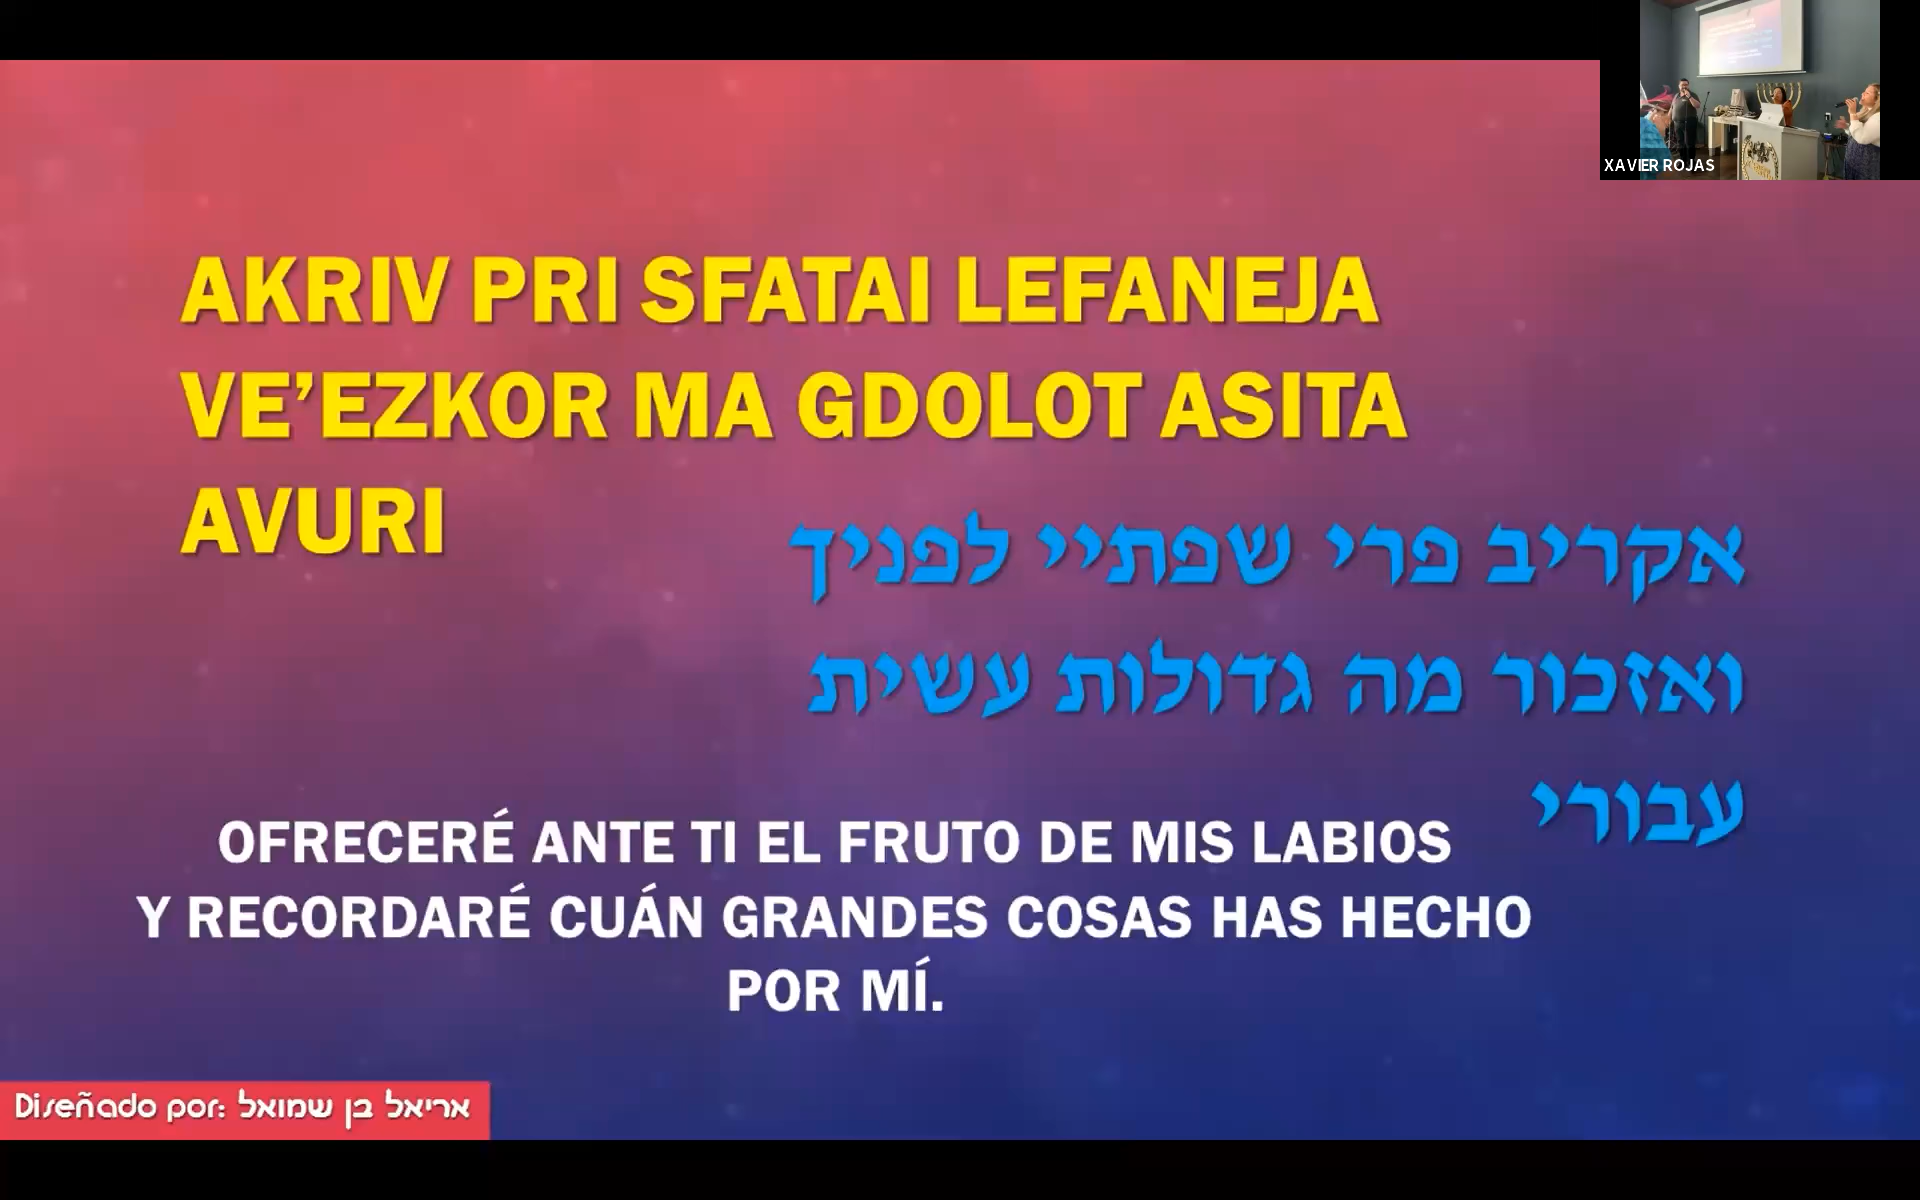 XAVIER ROJAS
AKRIV PRI SFATAI LEFANEJA
VE’EZKOR MA GDOLOT ASITA
AVURI
אקריב פרי שפתיי לפניך
ואזכור מה גדולות עשית
עבורי
OFRECERÉ ANTE TI EL FRUTO DE MIS LABIOS
Y RECORDARÉ CUÁN GRANDES COSAS HAS HECHO
POR MÍ.
Diseñado por: אריאל בן שמואל